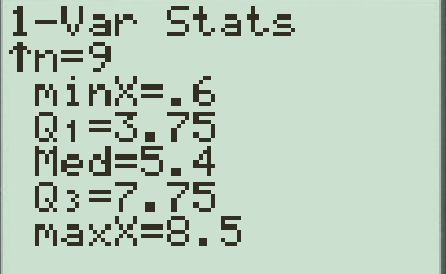 1-Var Stats
↑n=9
minX=.6
Q₁=3.75
Med=5.4
Q₃=7.75
maxX=8.5